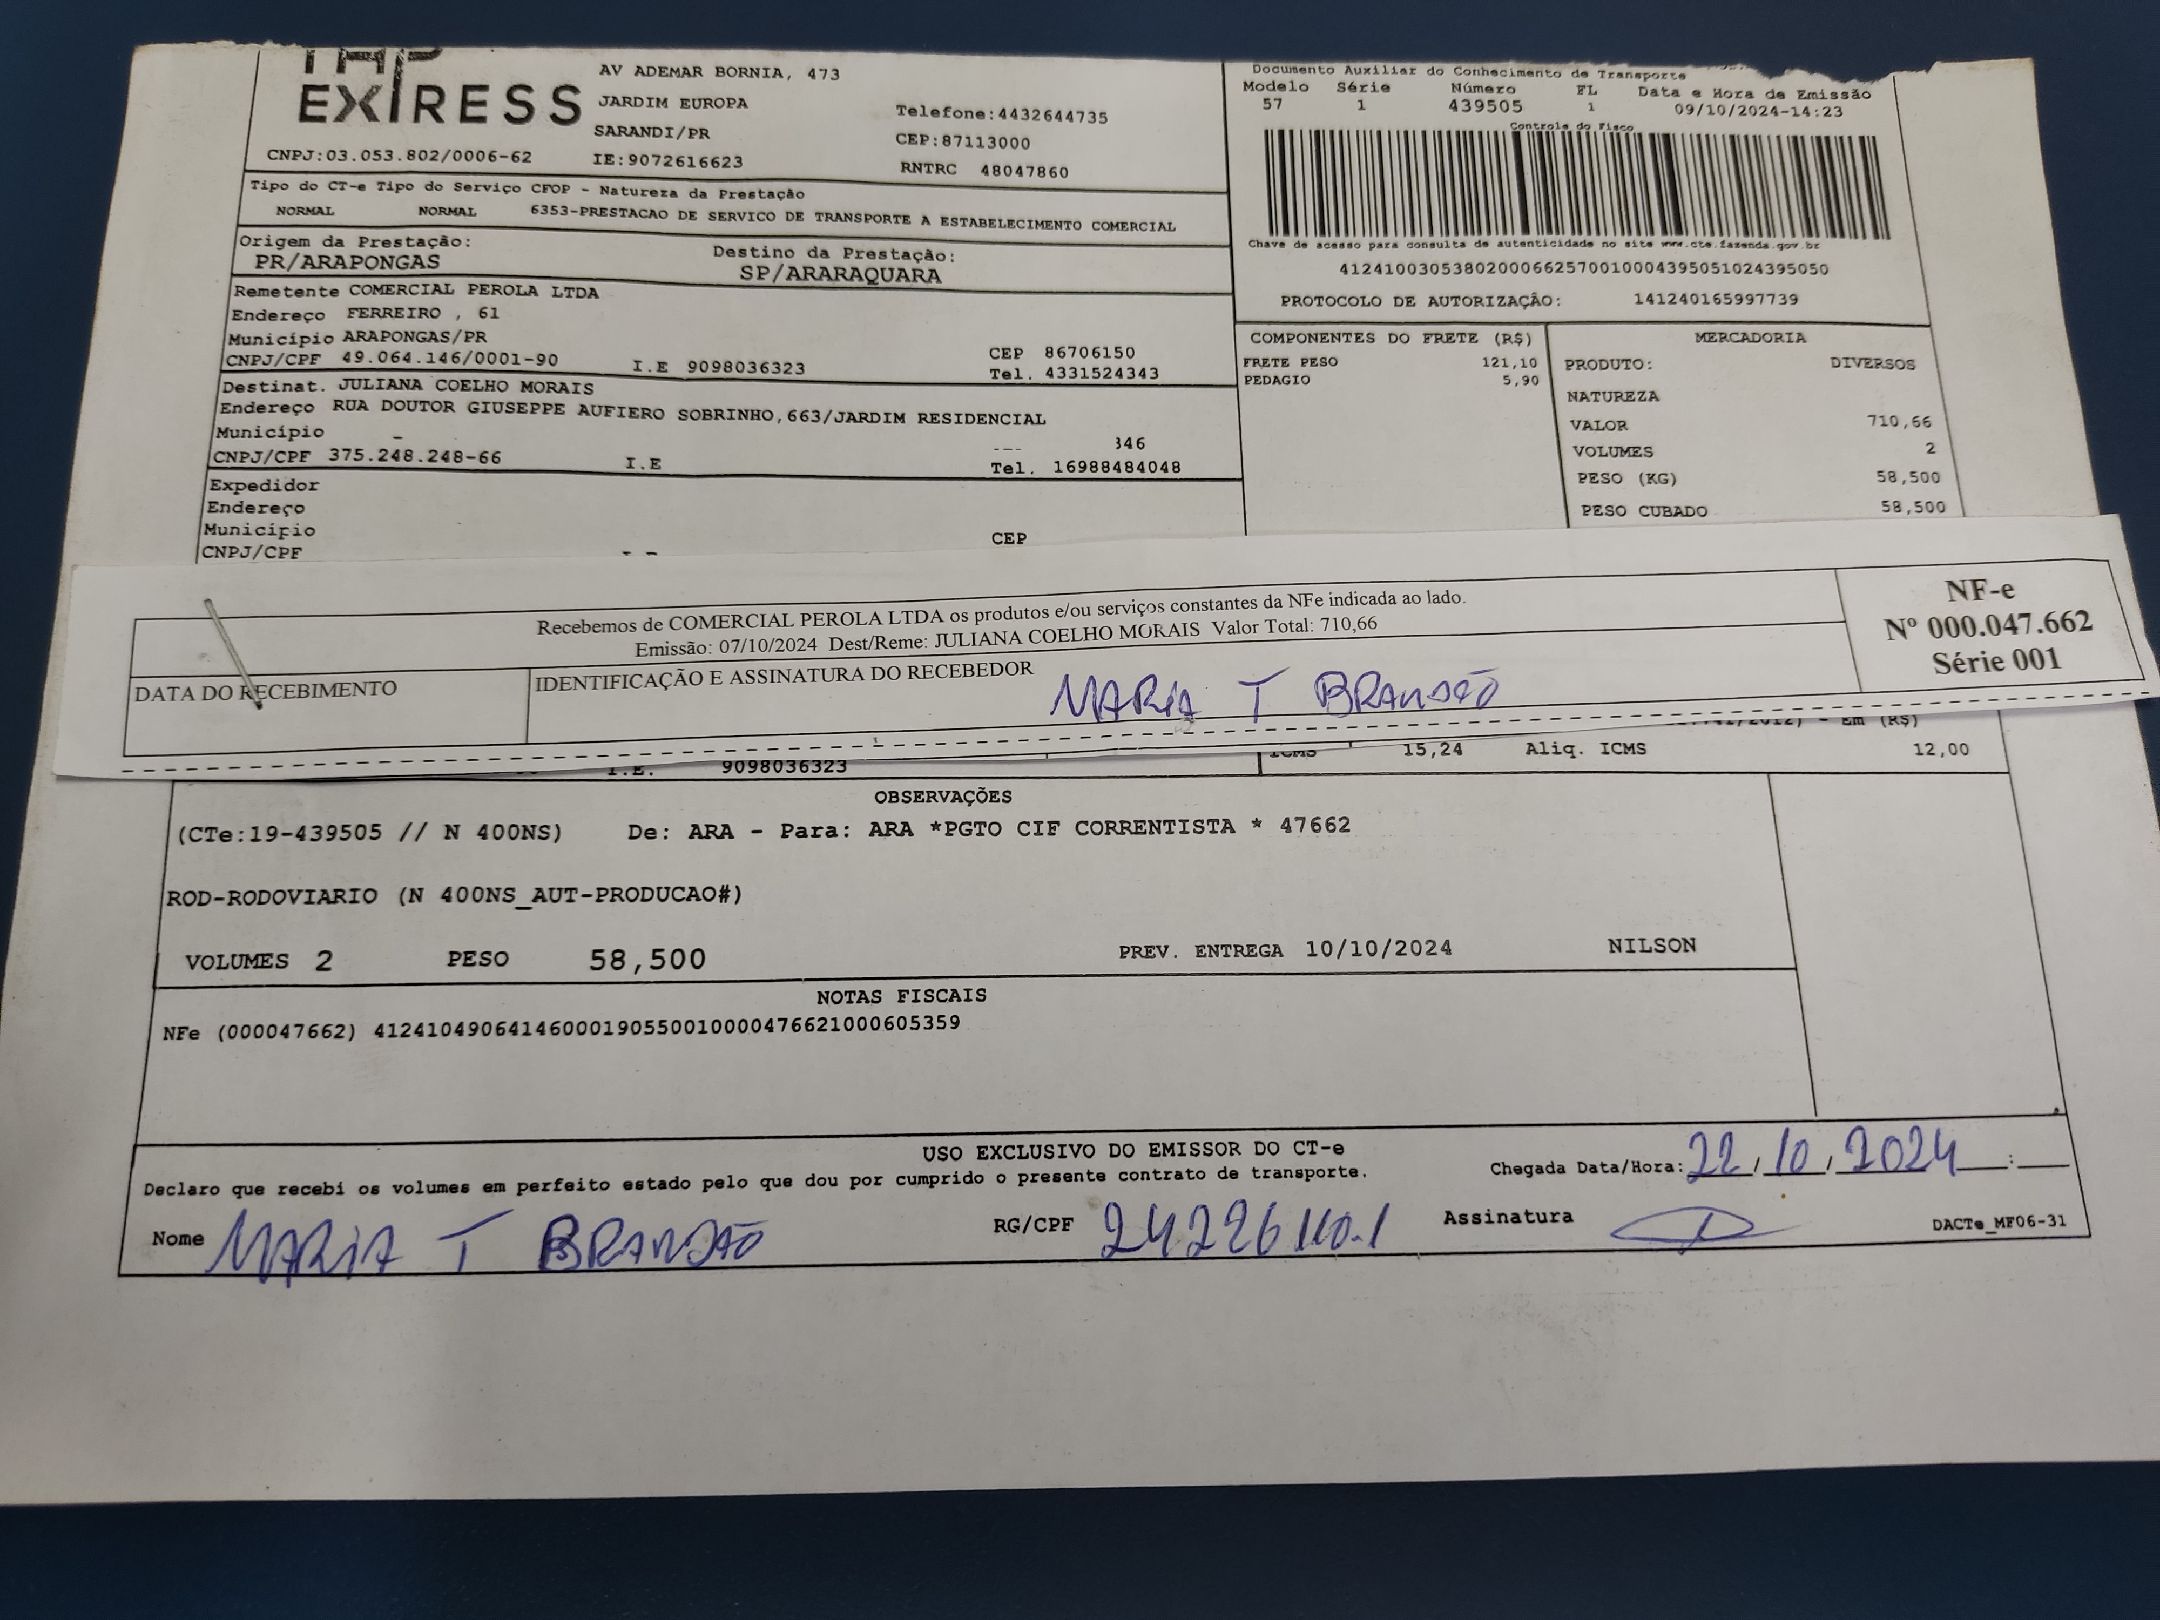 EXPRESS
AV ADEMAR BORNIA, 473
JARDIM EUROPA
SARANDI/PR
Telefone:4432644735
CEP:87113000
CNPJ:03.053.802/0006-62
IE:9072616623
RNTRC 48047860
Documento Auxiliar do Conhecimento de Transporte
Modelo Série Número FL Data e Hora de Emissão
57 1 439505 1 09/10/2024-14:23
Controle do Fisco
Tipo do CT-e Tipo do Serviço CFOP - Natureza da Prestação
NORMAL NORMAL 6353-PRESTACAO DE SERVICO DE TRANSPORTE A ESTABELECIMENTO COMERCIAL
Chave de acesso para consulta de autenticidade no site www.cte.fazenda.gov.br
41241003053802000662570010004395051024395050
PROTOCOLO DE AUTORIZAÇÃO: 141240165997739
Origem da Prestação: Destino da Prestação:
PR/ARAPONGAS SP/ARARAQUARA
Remetente COMERCIAL PEROLA LTDA
Endereço FERREIRO , 61
Município ARAPONGAS/PR CEP 86706150
CNPJ/CPF 49.064.146/0001-90 I.E 9098036323 Tel. 4331524343
Destinat. JULIANA COELHO MORAIS
Endereço RUA DOUTOR GIUSEPPE AUFIERO SOBRINHO,663/JARDIM RESIDENCIAL
Município 346
CNPJ/CPF 375.248.248-66 I.E Tel. 16988484048
Expedidor
Endereço
Município CEP
CNPJ/CPF
COMPONENTES DO FRETE (R$)
FRETE PESO 121,10
PEDAGIO 5,90
MERCADORIA
PRODUTO: DIVERSOS
NATUREZA
VALOR 710,66
VOLUMES 2
PESO (KG) 58,500
PESO CUBADO 58,500
Recebemos de COMERCIAL PEROLA LTDA os produtos e/ou serviços constantes da NFe indicada ao lado.
Emissão: 07/10/2024 Dest/Reme: JULIANA COELHO MORAIS Valor Total: 710,66
DATA DO RECEBIMENTO IDENTIFICAÇÃO E ASSINATURA DO RECEBEDOR MARIA T BRANDÃO
NF-e
Nº 000.047.662
Série 001
- Em (R$)
I.E. 9098036323
ICMS 15,24 Aliq. ICMS 12,00
OBSERVAÇÕES
(CTe:19-439505 // N 400NS) De: ARA - Para: ARA *PGTO CIF CORRENTISTA * 47662
ROD-RODOVIARIO (N 400NS_AUT-PRODUCAO#)
VOLUMES 2 PESO 58,500 PREV. ENTREGA 10/10/2024 NILSON
NOTAS FISCAIS
NFe (000047662) 41241049064146000190550010000476621000605359
USO EXCLUSIVO DO EMISSOR DO CT-e
Declaro que recebi os volumes em perfeito estado pelo que dou por cumprido o presente contrato de transporte.
Chegada Data/Hora: 22/10/2024 :
Nome MARIA T BRANDÃO RG/CPF Assinatura
DACTe_MF06-31